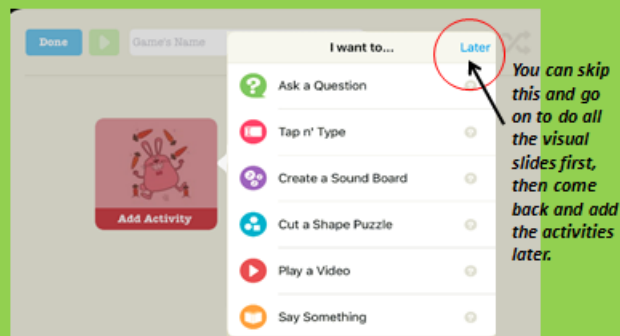 Done
Game's Name
I want to...
Later
Ask a Question
Tap n' Type
Create a Sound Board
Cut a Shape Puzzle
Play a Video
Say Something
Add Activity
You can skip
this and go
on to do all
the visual
slides first,
then come
back and add
the activities
later.